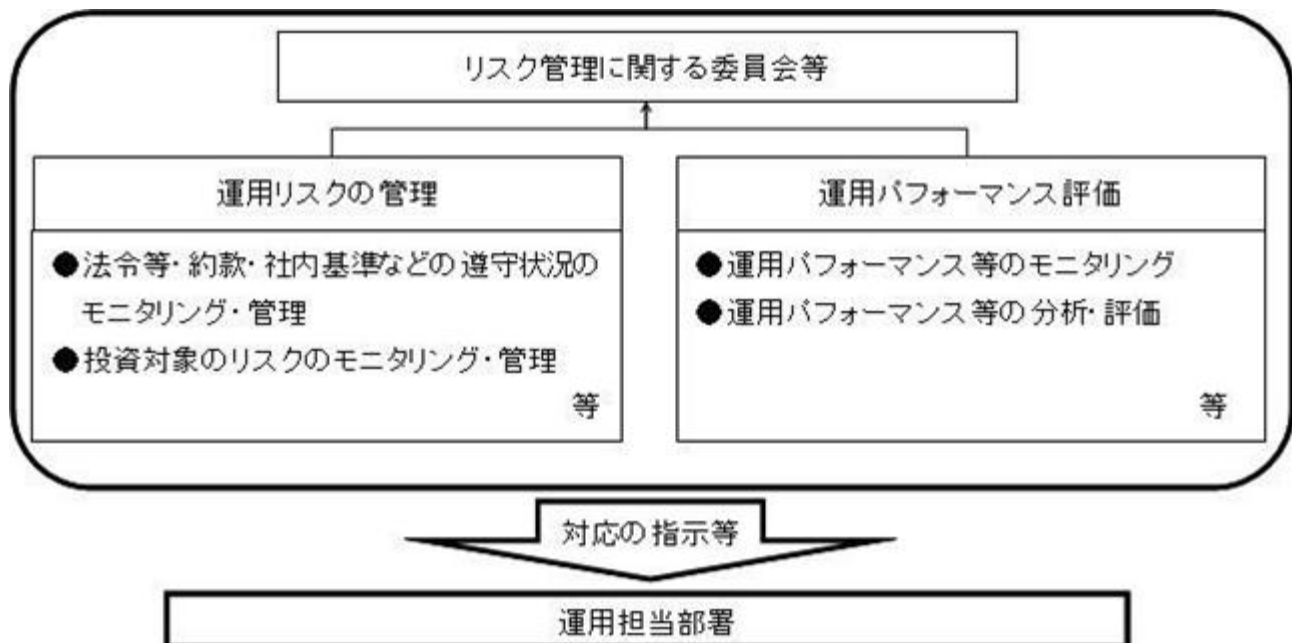 リスク管理に関する委員会等
運用リスクの管理
●法令等・約款・社内基準などの遵守状況の
モニタリング・管理
●投資対象のリスクのモニタリング・管理
等
運用パフォーマンス評価
●運用パフォーマンス等のモニタリング
●運用パフォーマンス等の分析・評価
等
対応の指示等
運用担当部署